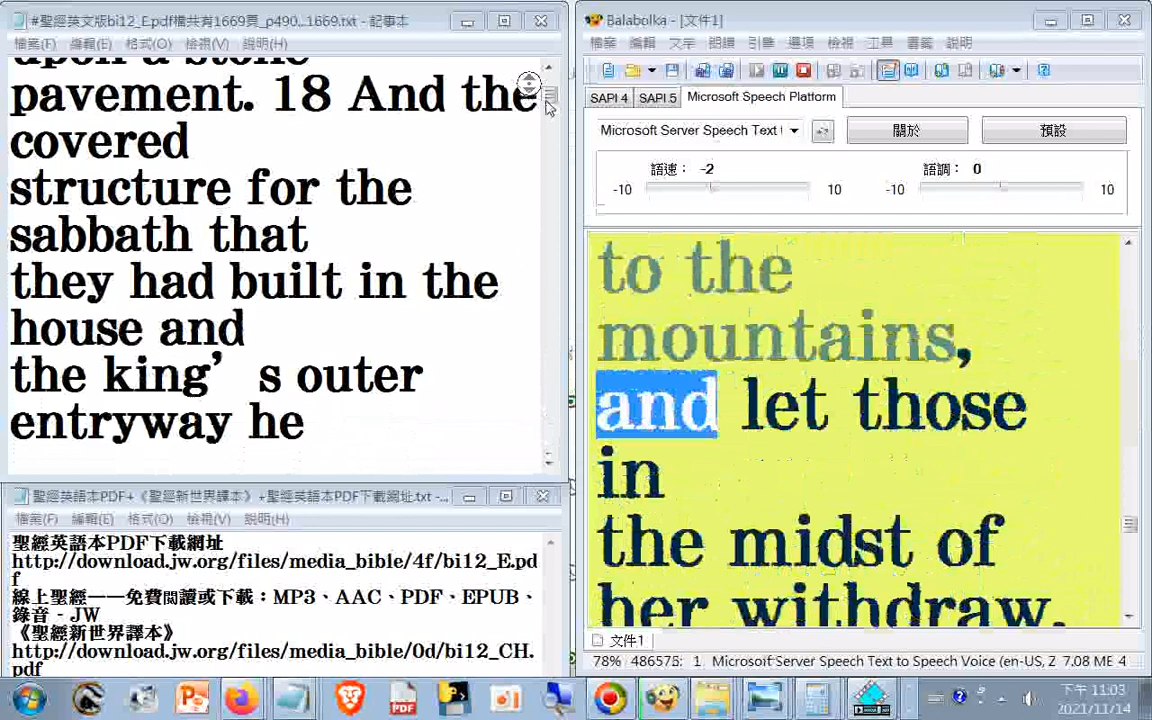 #聖經英文版bi12_E.pdf檔共有1669頁_p490,..1669.txt - 記事本
檔案(F) 編輯(E) 格式(O) 檢視(V) 說明(H)
upon a stone
pavement. 18 And the
covered
structure for the
sabbath that
they had built in the
house and
the king’s outer
entryway he
聖經英語本PDF+《聖經新世界譯本》+聖經英語本PDF下載網址.txt - ...
檔案(F) 編輯(E) 格式(O) 檢視(V) 說明(H)
聖經英語本PDF下載網址
http://download.jw.org/files/media_bible/4f/bi12_E.pd
f
線上聖經——免費閱讀或下載：MP3、AAC、PDF、EPUB、
錄音 - JW
《聖經新世界譯本》
http://download.jw.org/files/media_bible/0d/bi12_CH.
pdf
Balabolka - [文件1]
檔案 編輯 文字 朗讀 引擎 選項 檢視 工具 書籤 說明
SAPI 4 SAPI 5 Microsoft Speech Platform
Microsoft Server Speech Text 關於 預設
語速： -2 語調： 0
-10 10 -10 10
to the
mountains,
and let those
in
the midst of
her withdraw,
文件1
78% 486575: 1 Microsoft Server Speech Text to Speech Voice (en-US, Z 7.08 ME 4
下午 11:03
2021/11/14